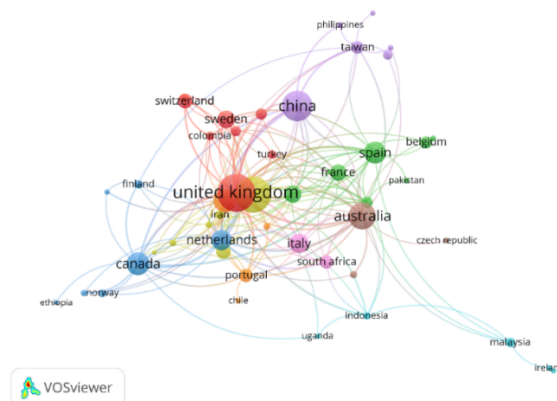 philippines
taiwan
switzerland
china
sweden
colombia
turkey
spain
belgium
france
finland
pakistan
united kingdom
iran
australia
netherlands
italy
czech republic
canada
south africa
portugal
norway
ethiopia
chile
indonesia
uganda
malaysia
VOSviewer